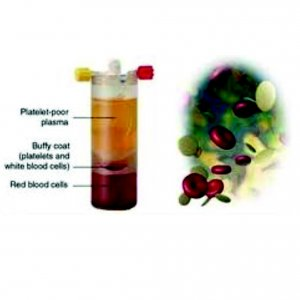 Platelet-poor
plasma
Buffy coat
(platelets and
white blood cells)
Red blood cells